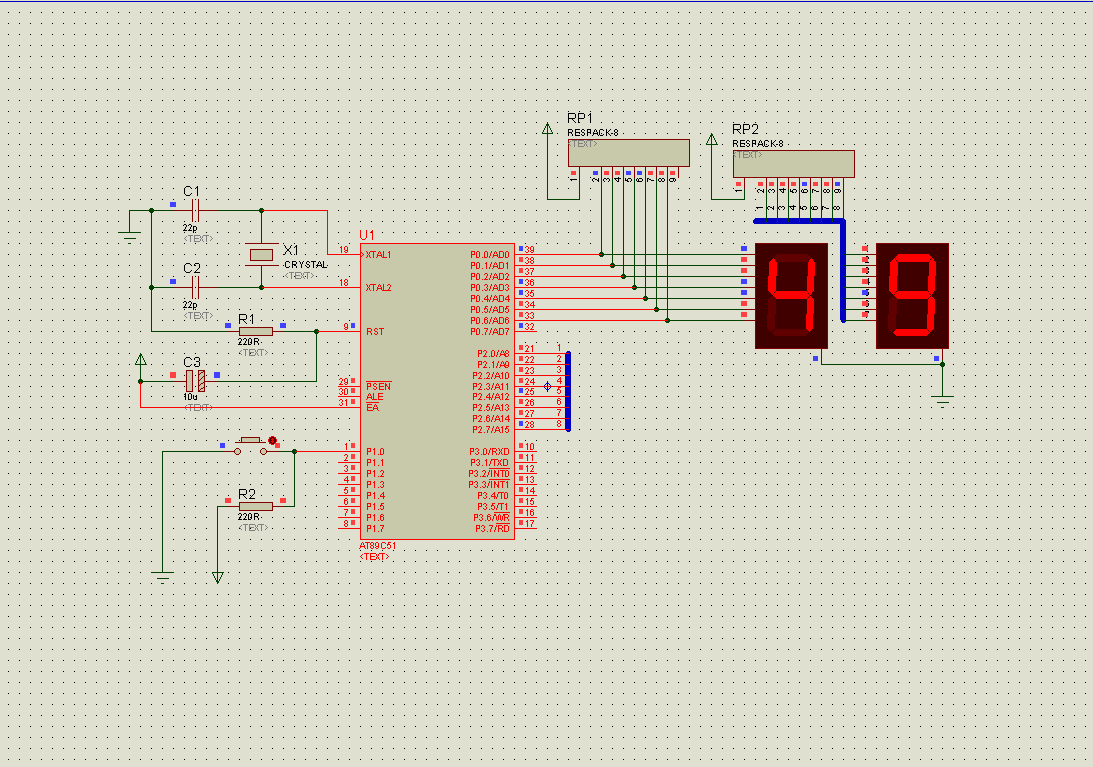 RP1
RESPACK-8
<TEXT>
1
2
3
4
5
6
7
8
9
RP2
RESPACK-8
<TEXT>
1
2
3
4
5
6
7
8
9
1
2
3
4
5
6
7
8
C1
22p
<TEXT>
X1
CRYSTAL
<TEXT>
C2
22p
<TEXT>
R1
220R
<TEXT>
C3
10u
<TEXT>
R2
220R
<TEXT>
U1
19 XTAL1
18 XTAL2
9 RST
29 PSEN
30 ALE
31 EA
1 P1.0
2 P1.1
3 P1.2
4 P1.3
5 P1.4
6 P1.5
7 P1.6
8 P1.7
P0.0/AD0 39
P0.1/AD1 38
P0.2/AD2 37
P0.3/AD3 36
P0.4/AD4 35
P0.5/AD5 34
P0.6/AD6 33
P0.7/AD7 32
P2.0/A8 21 1
P2.1/A9 22 2
P2.2/A10 23 3
P2.3/A11 24 4
P2.4/A12 25 5
P2.5/A13 26 6
P2.6/A14 27 7
P2.7/A15 28 8
P3.0/RXD 10
P3.1/TXD 11
P3.2/INT0 12
P3.3/INT1 13
P3.4/T0 14
P3.5/T1 15
P3.6/WR 16
P3.7/RD 17
AT89C51
<TEXT>
4 9